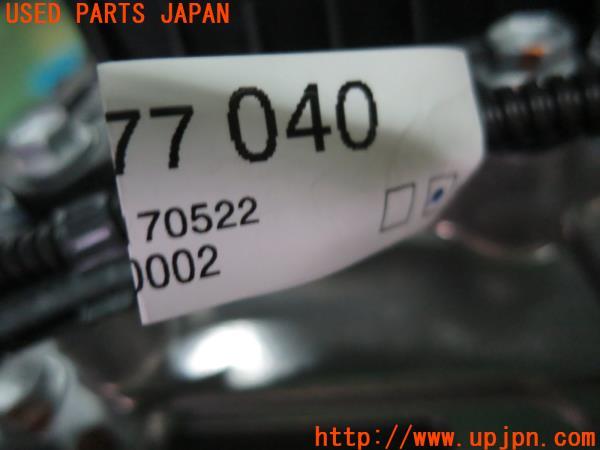 USED PARTS JAPAN
77 040
70522
0002
http://www.upjpn.com/